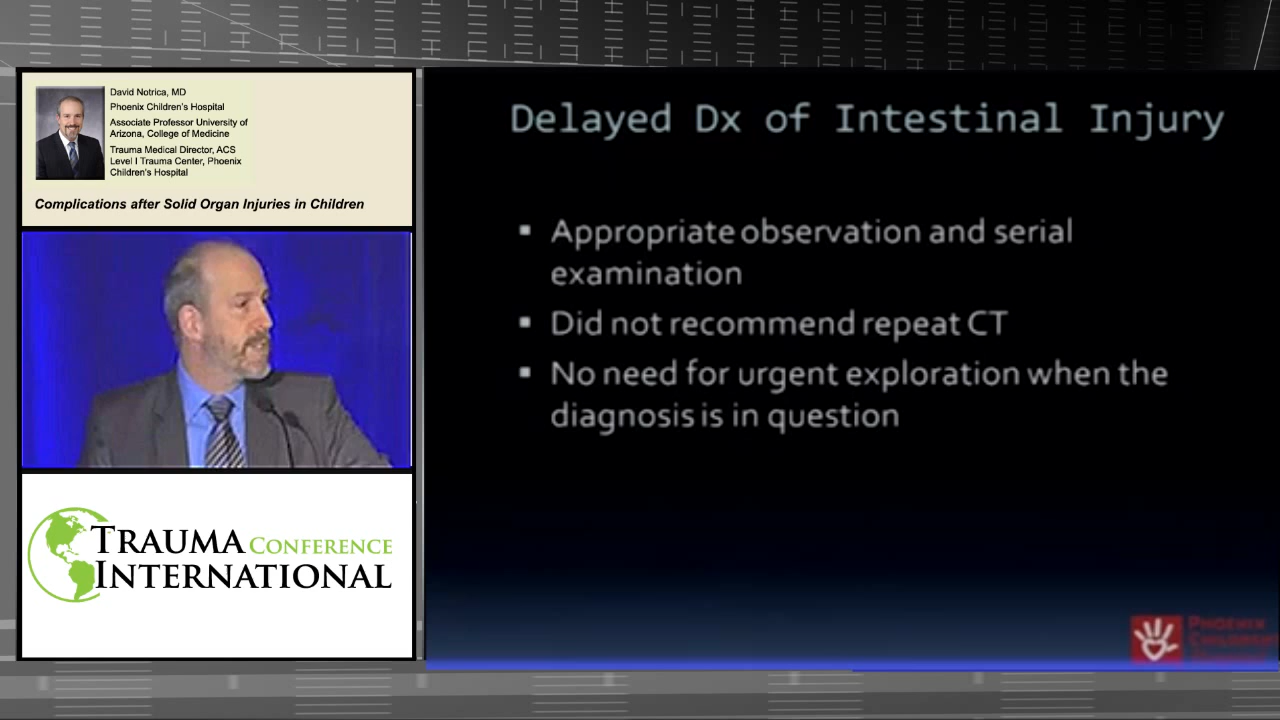 David Notrica, MD
Phoenix Children's Hospital
Associate Professor University of
Arizona, College of Medicine
Trauma Medical Director, ACS
Level I Trauma Center, Phoenix
Children's Hospital
Complications after Solid Organ Injuries in Children
TRAUMA CONFERENCE
INTERNATIONAL
Delayed Dx of Intestinal Injury
▪ Appropriate observation and serial
examination
▪ Did not recommend repeat CT
▪ No need for urgent exploration when the
diagnosis is in question
PHOENIX
CHILDREN'S